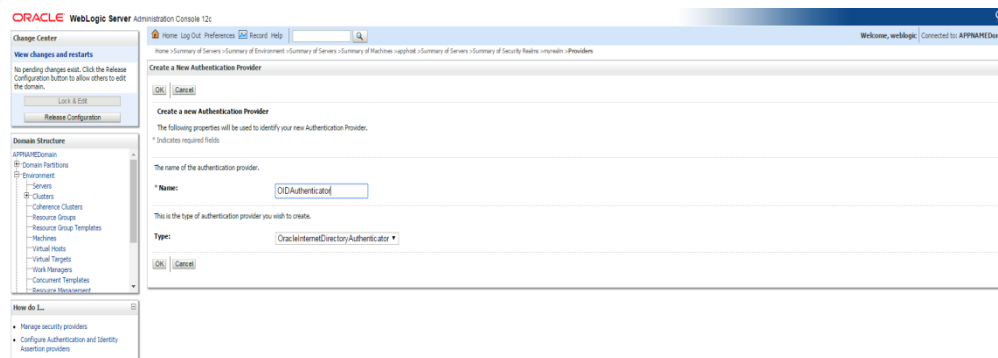 ORACLE WebLogic Server Administration Console 12c
Change Center
View changes and restarts
No pending changes exist. Click the Release
Configuration button to allow others to edit
the domain.
Lock & Edit
Release Configuration
Domain Structure
APPNAMEDomain
Domain Partitions
Environment
Servers
Clusters
Coherence Clusters
Resource Groups
Resource Group Templates
Machines
Virtual Hosts
Virtual Targets
Work Managers
Concurrent Templates
Resource Management
How do I...
Manage security providers
Configure Authentication and Identity
Assertion providers
Home Log Out Preferences Record Help
Welcome, weblogic Connected to: APPNAMEDom
Home >Summary of Servers >Summary of Environment >Summary of Servers >Summary of Machines >apphost >Summary of Servers >Summary of Security Realms >myrealm >Providers
Create a New Authentication Provider
OK Cancel
Create a new Authentication Provider
The following properties will be used to identify your new Authentication Provider.
* Indicates required fields
The name of the authentication provider.
* Name: OIDAuthenticator
This is the type of authentication provider you wish to create.
Type: OracleInternetDirectoryAuthenticator
OK Cancel